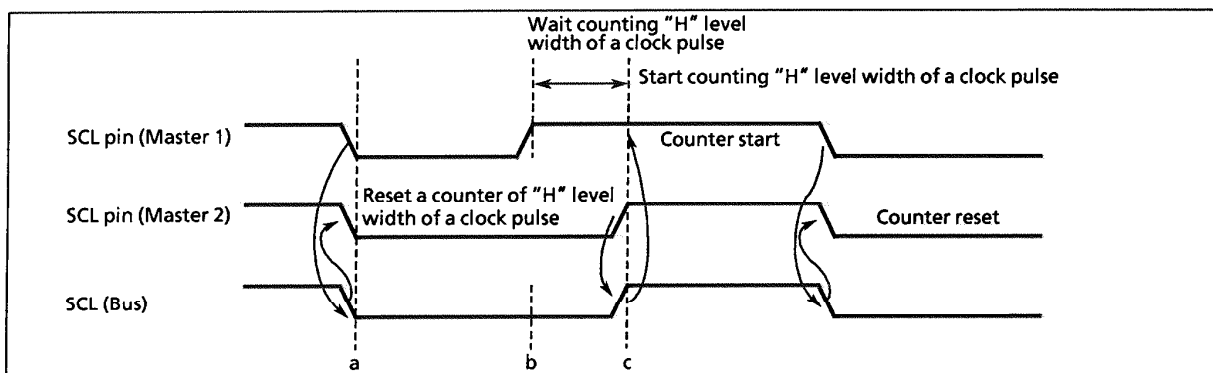 Wait counting "H" level
width of a clock pulse
Start counting "H" level width of a clock pulse
SCL pin (Master 1)
Counter start
Reset a counter of "H" level
width of a clock pulse
SCL pin (Master 2)
Counter reset
SCL (Bus)
a
b
c